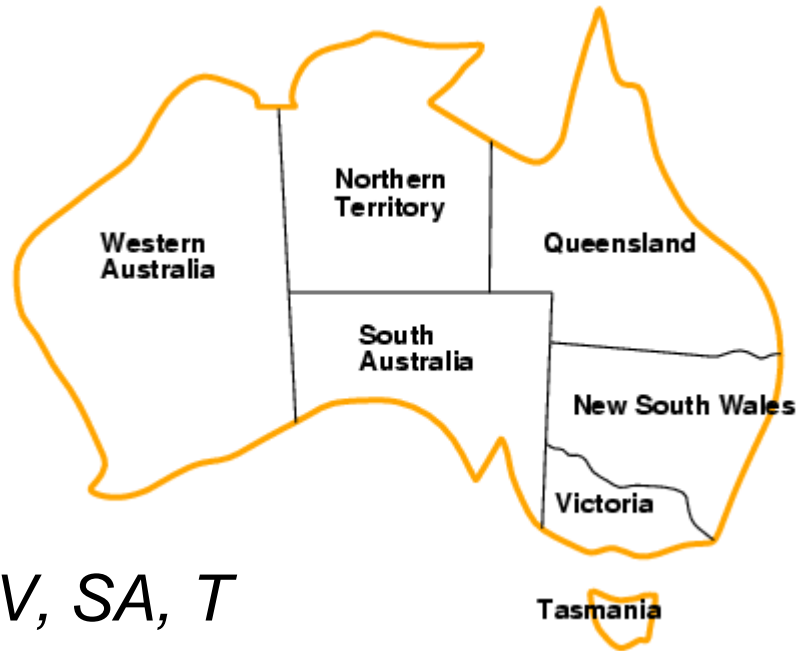 Northern
Territory
Western
Australia
Queensland
South
Australia
New South Wales
Victoria
V, SA, T
Tasmania